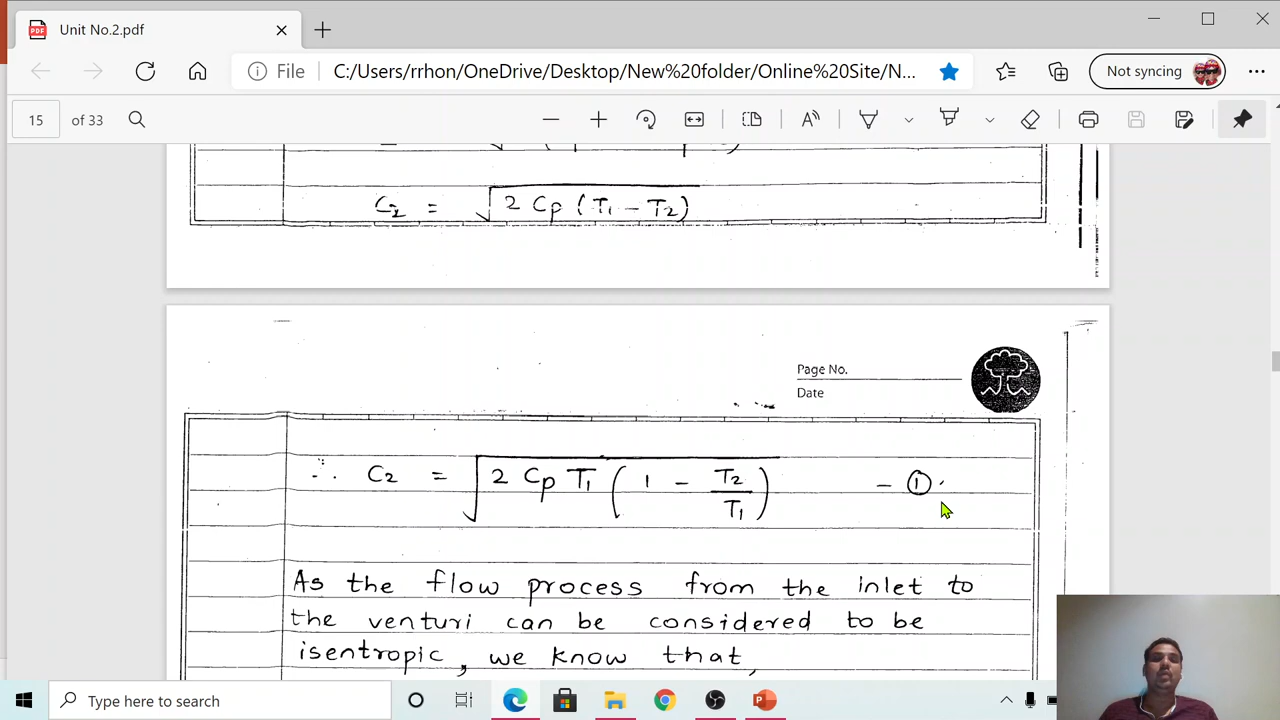 Unit No.2.pdf
File
C:/Users/rrhon/OneDrive/Desktop/New%20folder/Online%20Site/N...
Not syncing
15 of 33
C₂ = √2 Cp (T₁ - T₂)
Page No.
Date
∴ C₂ = √2 Cp T₁ (1 - T₂/T₁) - ①
As the flow process from the inlet to
the venturi can be considered to be
isentropic, we know that,
Type here to search